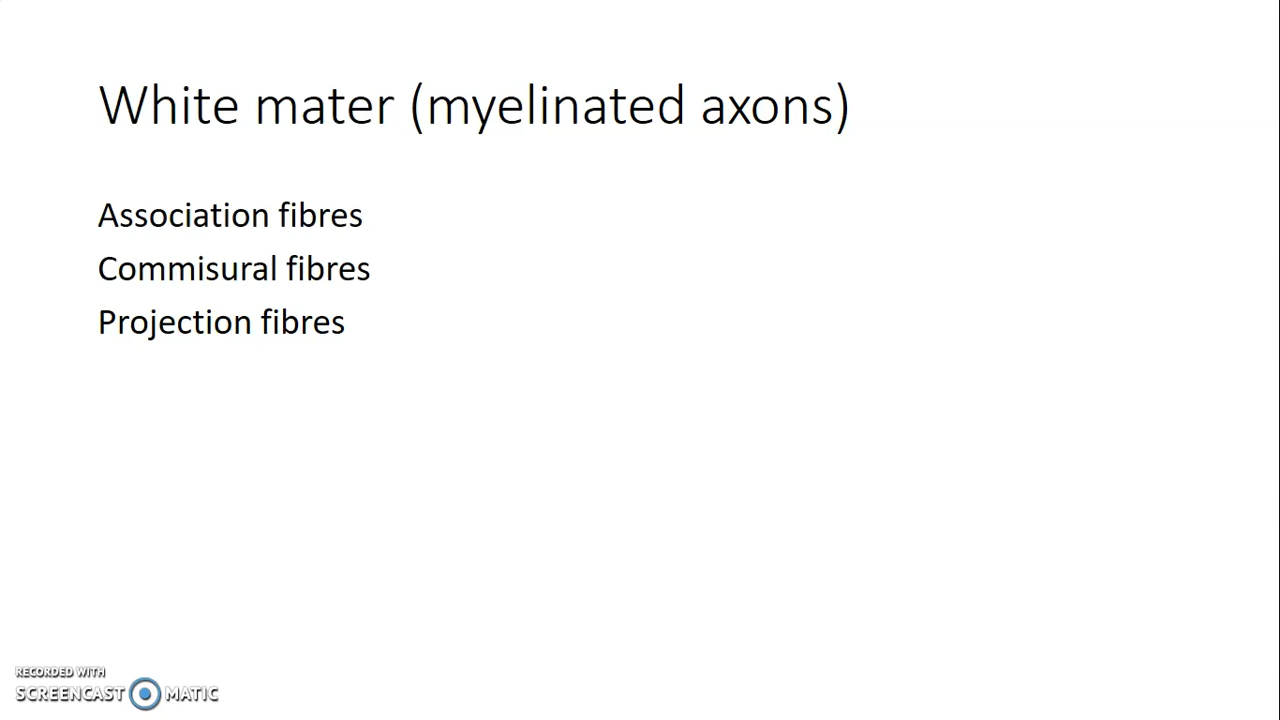 White mater (myelinated axons)
Association fibres
Commisural fibres
Projection fibres
RECORDED WITH
SCREENCAST MATIC